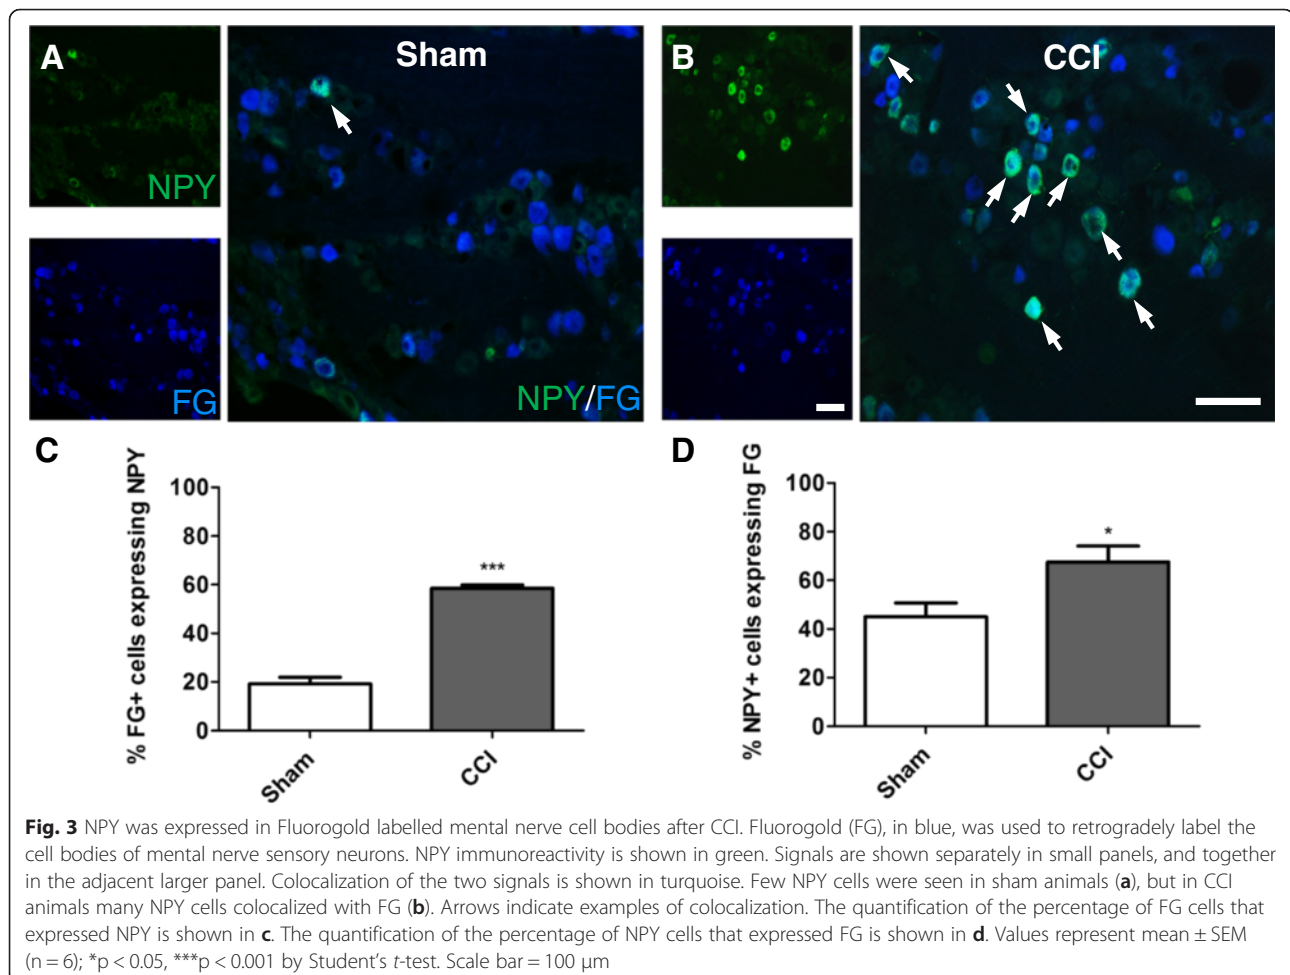 A
Sham
B
CCI
NPY
FG
NPY/FG
C
% FG+ cells expressing NPY
100
80
60
40
20
0
***
Sham
CCI
D
% NPY+ cells expressing FG
100
80
60
40
20
0
*
Sham
CCI
Fig. 3 NPY was expressed in Fluorogold labelled mental nerve cell bodies after CCI. Fluorogold (FG), in blue, was used to retrogradely label the
cell bodies of mental nerve sensory neurons. NPY immunoreactivity is shown in green. Signals are shown separately in small panels, and together
in the adjacent larger panel. Colocalization of the two signals is shown in turquoise. Few NPY cells were seen in sham animals (a), but in CCI
animals many NPY cells colocalized with FG (b). Arrows indicate examples of colocalization. The quantification of the percentage of FG cells that
expressed NPY is shown in c. The quantification of the percentage of NPY cells that expressed FG is shown in d. Values represent mean ± SEM
(n = 6); *p < 0.05, ***p < 0.001 by Student's t-test. Scale bar = 100 μm